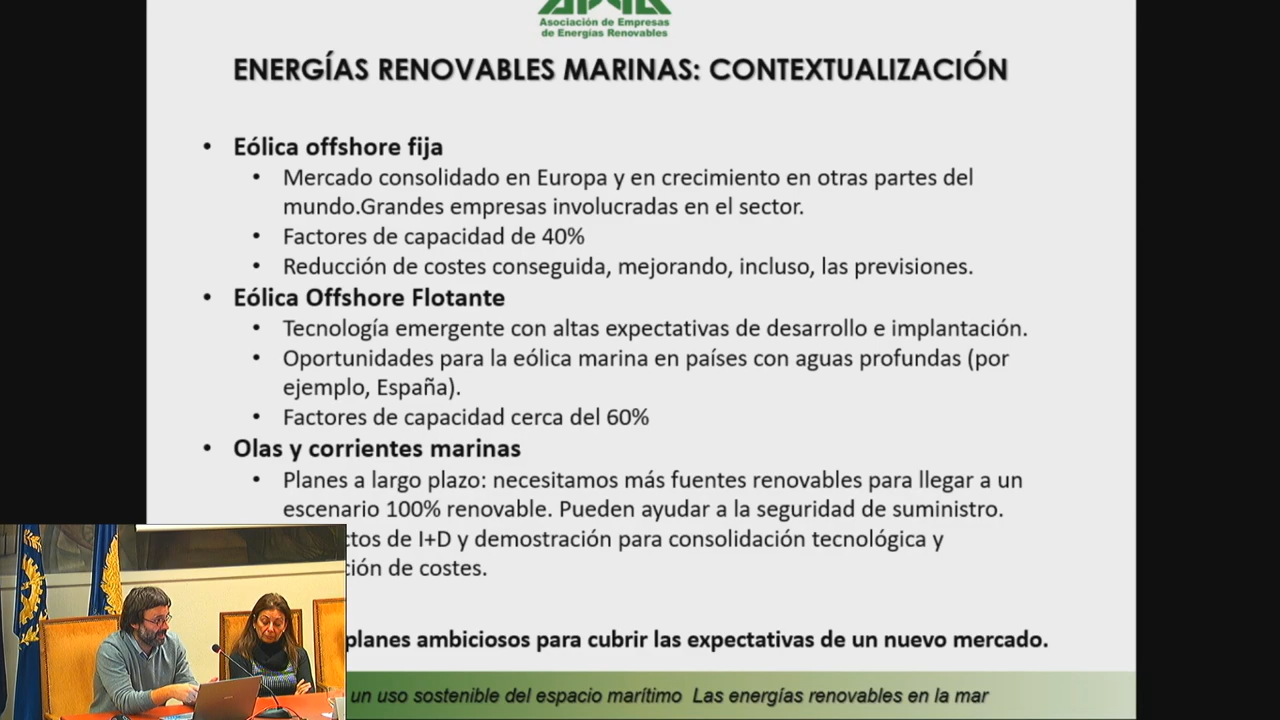 Asociación de Empresas
de Energías Renovables
ENERGÍAS RENOVABLES MARINAS: CONTEXTUALIZACIÓN
• Eólica offshore fija
• Mercado consolidado en Europa y en crecimiento en otras partes del
mundo.Grandes empresas involucradas en el sector.
• Factores de capacidad de 40%
• Reducción de costes conseguida, mejorando, incluso, las previsiones.
• Eólica Offshore Flotante
• Tecnología emergente con altas expectativas de desarrollo e implantación.
• Oportunidades para la eólica marina en países con aguas profundas (por
ejemplo, España).
• Factores de capacidad cerca del 60%
• Olas y corrientes marinas
• Planes a largo plazo: necesitamos más fuentes renovables para llegar a un
escenario 100% renovable. Pueden ayudar a la seguridad de suministro.
ctos de I+D y demostración para consolidación tecnológica y
ción de costes.
planes ambiciosos para cubrir las expectativas de un nuevo mercado.
un uso sostenible del espacio marítimo Las energías renovables en la mar